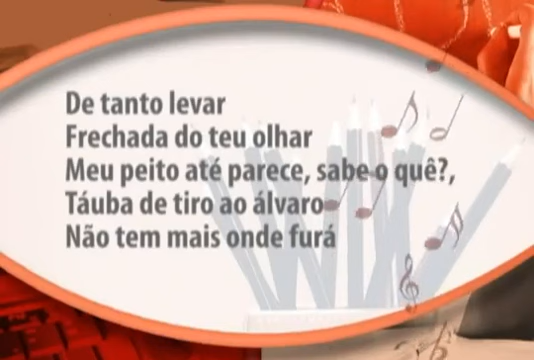 De tanto levar
Frechada do teu olhar
Meu peito até parece, sabe o quê?,
Táuba de tiro ao álvaro
Não tem mais onde furá